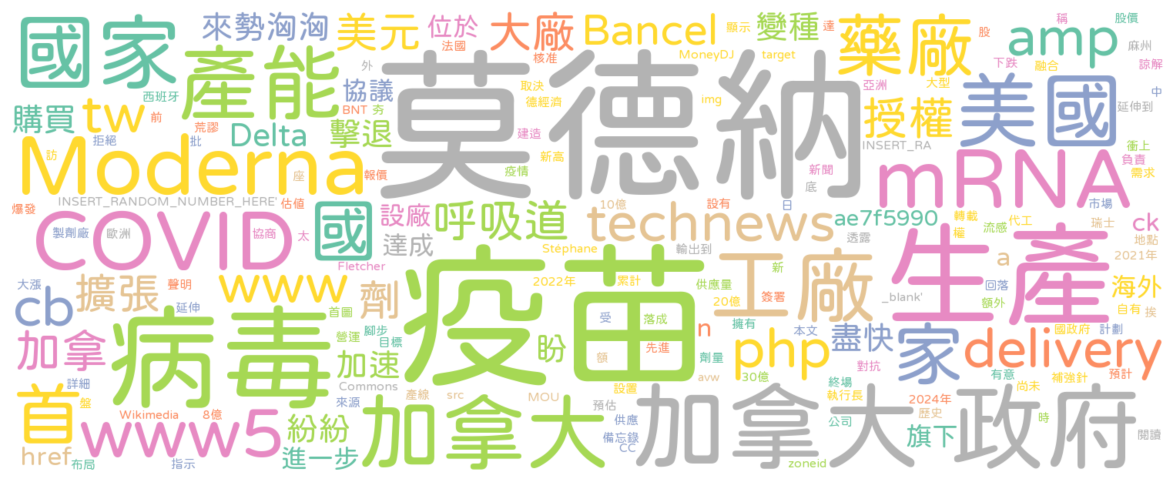 國家
來勢洶洶
美元
位於
法國
大廠
核准
Bancel
顯示
變種
達
藥廠
股
amp
稱
股價
麻州
諒解
產能
外
協議
莫德納
MoneyDJ
target
亞洲
大型
下跌
融合
美國
中
延伸到
西班牙
購買
tw
前
荒謬
批
拒絕
Delta
擊退
BNT
夯
取決
德經濟
建造
img
授權
INSERT_RA
衝上
負責
需求
Moderna
訪
座
報價
疫情
新高
新聞
底
mRNA
市場
INSERT_RANDOM_NUMBER_HERE'
估值
爆發
COVID
製劑廠
歐洲
協商
太
國
設廠
達成
呼吸道
10億
technews
設有
日
ae7f5990
透露
轉載
權
流感
代工
瑞士
ck
地點
2021年
Fletcher
Stéphane
輸出到
生產
a
大漲
cb
擴張
聲明
延伸
www
首圖
劑
疫苗
2022年
累計
供應量
20億
新
簽署
工廠
_blank'
回落
額外
海外
自有
挨
加拿
病毒
營運
腳步
目標
加速
盼
受
落成
額
先進
n
擁有
劑量
本文
php
盡快
家
國政府
計劃
delivery
詳細
盤
首
Wikimedia
8億
來源
Commons
產線
src
MOU
設置
avw
30億
對抗
終場
執行長
有意
尚未
補強針
預計
www5
紛紛
加拿大
預估
供應
備忘錄
CC
加拿大
公司
2024年
歷史
政府
時
閱讀
href
布局
指示
進一步
zoneid
旗下